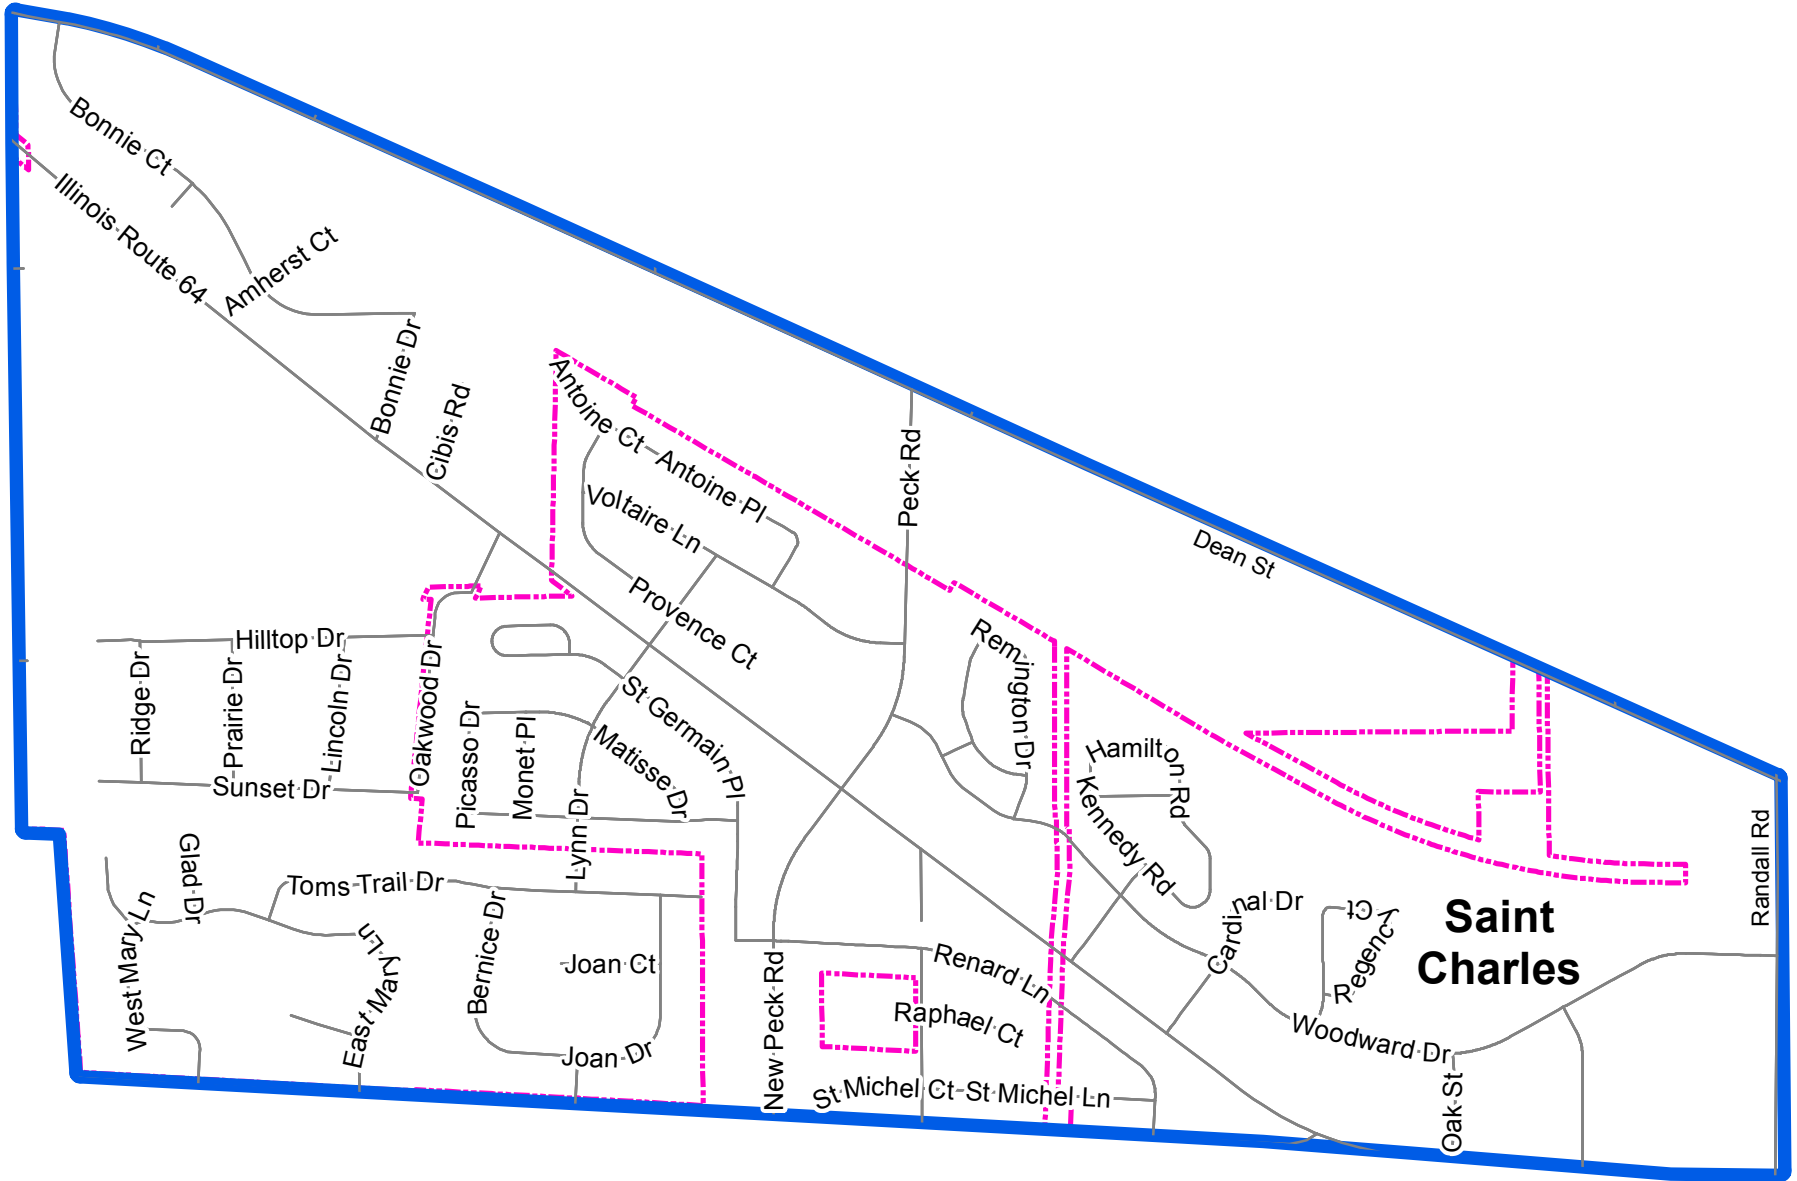 Bonnie Ct
Illinois Route 64
Amherst Ct
Bonnie Dr
Cibis Rd
Antoine Ct
Antoine Pl
Peck Rd
Voltaire Ln
Dean St
Provence Ct
Hilltop Dr
Remington Dr
Ridge Dr
Prairie Dr
Lincoln Dr
Oakwood Dr
St Germain Pl
Picasso Dr
Monet Pl
Matisse Dr
Hamilton Rd
Sunset Dr
Kennedy Rd
Lynn Dr
Randall Rd
Glad Dr
Toms Trail Dr
Cardinal Dr
Regency Ct
Saint
Charles
West Mary Ln
East Mary Ln
Bernice Dr
Joan Ct
New Peck Rd
Renard Ln
Raphael Ct
Woodward Dr
Joan Dr
St Michel Ct
St Michel Ln
Oak St